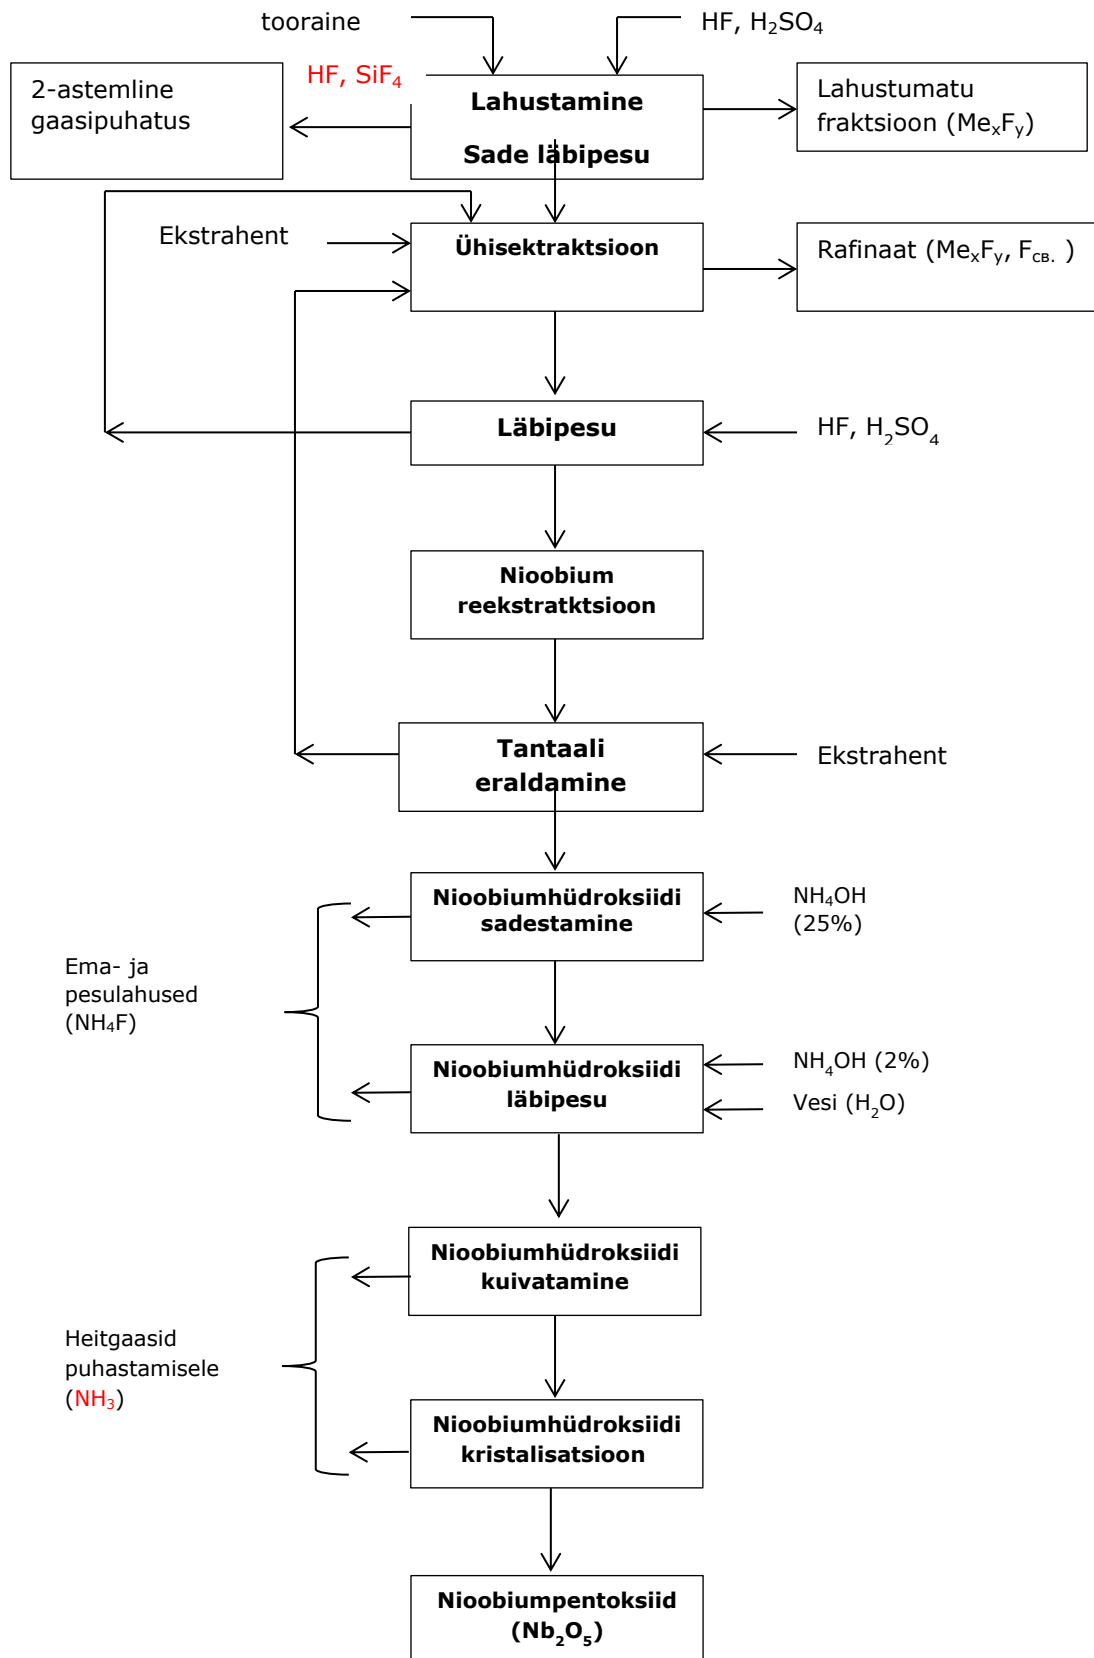 tooraine
HF, H₂SO₄
HF, SiF₄
2-astemline
gaasipuhatus
Lahustamine
Sade läbipesu
Lahustumatu
fraktsioon (MeₓFᵧ)
Ekstrahent
Ühisektraktsioon
Rafinaat (MeₓFᵧ, Fсв. )
Läbipesu
HF, H₂SO₄
Nioobium
reekstratktsioon
Tantaali
eraldamine
Ekstrahent
Nioobiumhüdroksiidi
sadestamine
NH₄OH
(25%)
Ema- ja
pesulahused
(NH₄F)
Nioobiumhüdroksiidi
läbipesu
NH₄OH (2%)
Vesi (H₂O)
Nioobiumhüdroksiidi
kuivatamine
Heitgaasid
puhastamisele
(NH₃)
Nioobiumhüdroksiidi
kristalisatsioon
Nioobiumpentoksiid
(Nb₂O₅)